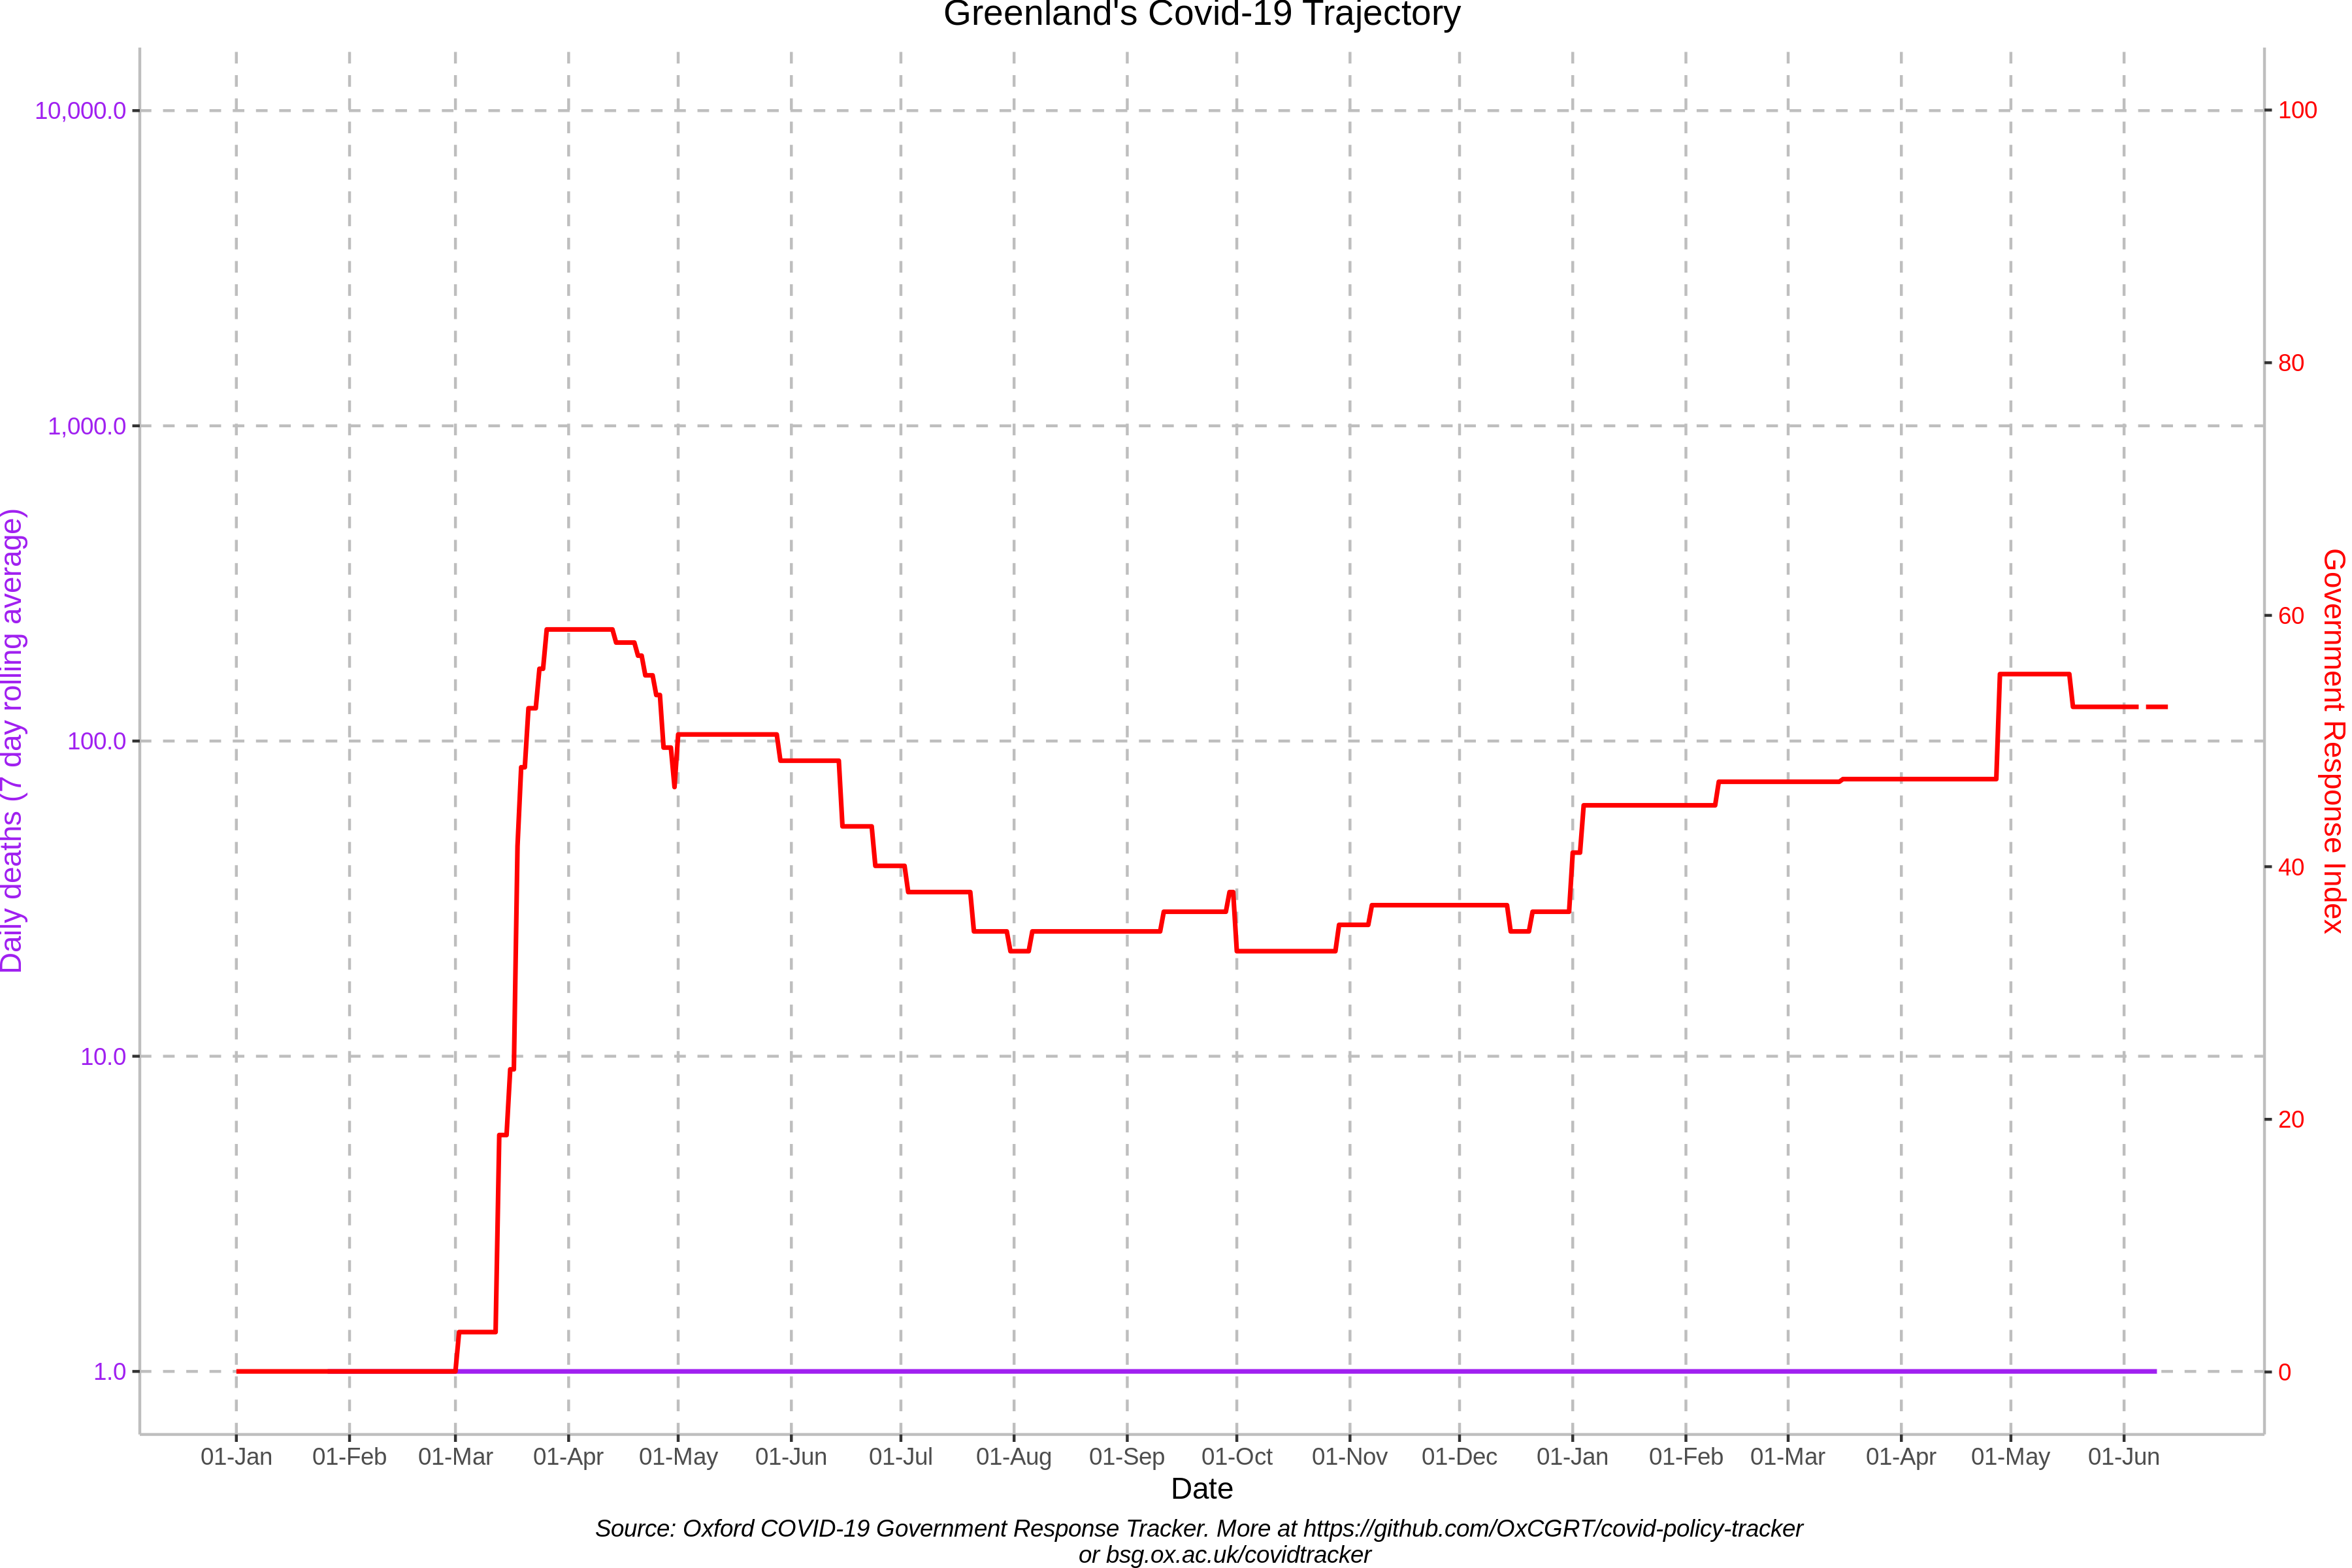 Greenland's Covid-19 Trajectory
10,000.0
1,000.0
100.0
10.0
1.0
Daily deaths (7 day rolling average)
100
80
60
40
20
0
Government Response Index
01-Jan
01-Feb
01-Mar
01-Apr
01-May
01-Jun
01-Jul
01-Aug
01-Sep
01-Oct
01-Nov
01-Dec
01-Jan
01-Feb
01-Mar
01-Apr
01-May
01-Jun
Date
Source: Oxford COVID-19 Government Response Tracker. More at https://github.com/OxCGRT/covid-policy-tracker
or bsg.ox.ac.uk/covidtracker